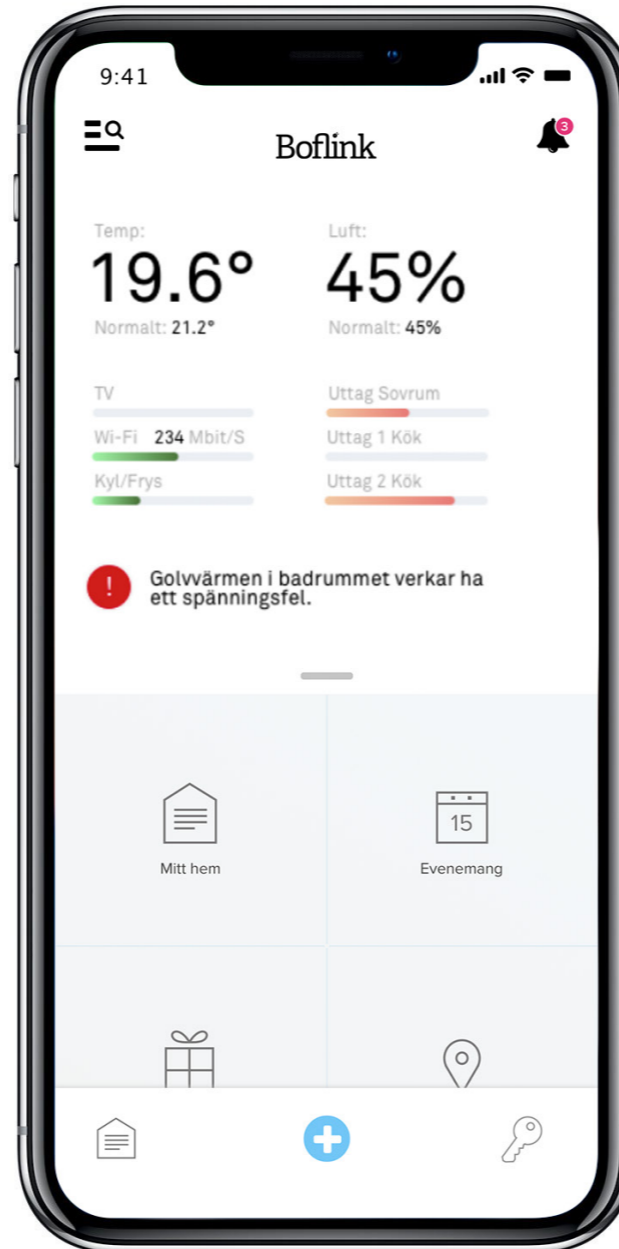 9:41
3
Boflink
Temp:
19.6°
Normalt: 21.2°
Luft:
45%
Normalt: 45%
TV
Wi-Fi 234 Mbit/S
Kyl/Frys
Uttag Sovrum
Uttag 1 Kök
Uttag 2 Kök
!
Golvvärmen i badrummet verkar ha
ett spänningsfel.
Mitt hem
15
Evenemang